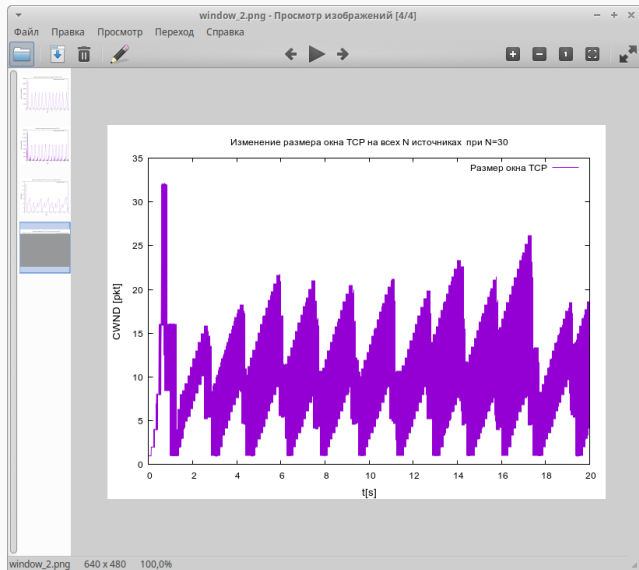 window_2.png - Просмотр изображений [4/4]
Файл Правка Просмотр Переход Справка
Изменение размера окна TCP на всех N источниках при N=30
Размер окна TCP
CWND [pkt]
35
30
25
20
15
10
5
0
0 2 4 6 8 10 12 14 16 18 20
t[s]
window_2.png 640 x 480 100,0%